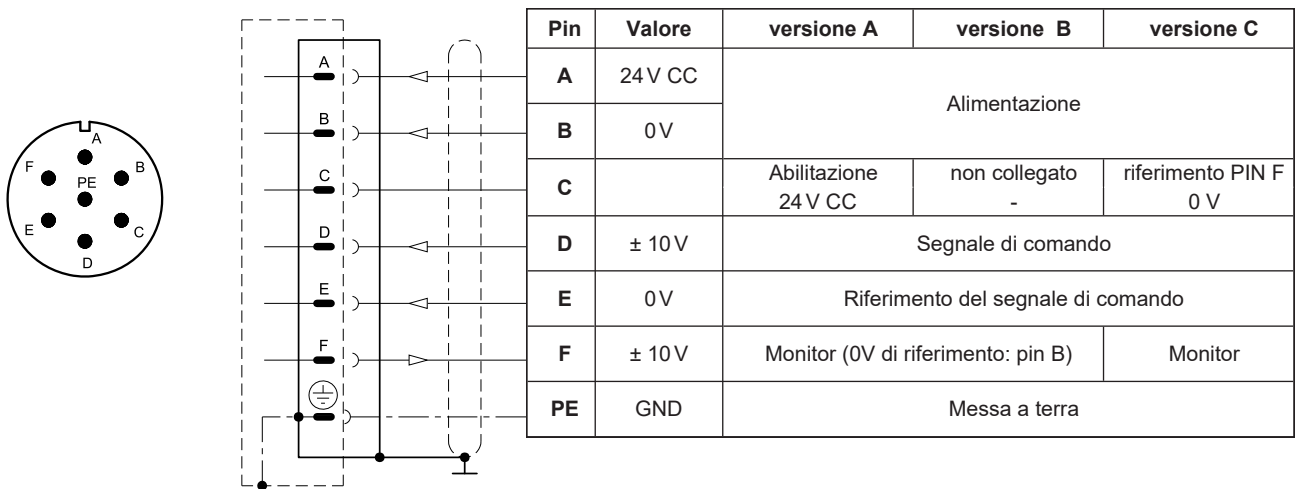 A
F
B
PE
E
C
D
A
B
C
D
E
F
Pin Valore versione A versione B versione C
A 24 V CC Alimentazione
B 0 V
C Abilitazione 24 V CC non collegato - riferimento PIN F 0 V
D ± 10 V Segnale di comando
E 0 V Riferimento del segnale di comando
F ± 10 V Monitor (0V di riferimento: pin B) Monitor
PE GND Messa a terra